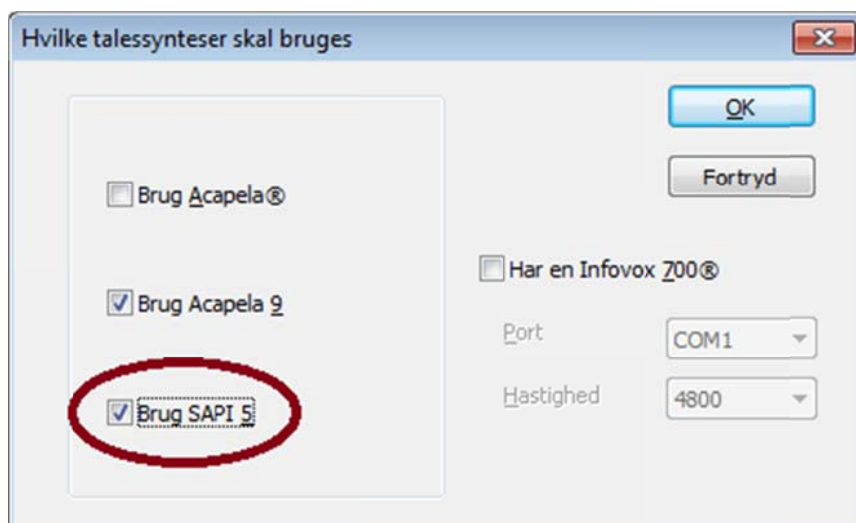 Hvilke talessynteser skal bruges
OK
Fortryd
Brug Acapela®
Brug Acapela 9
Brug SAPI 5
Har en Infovox 700®
Port
COM1
Hastighed
4800